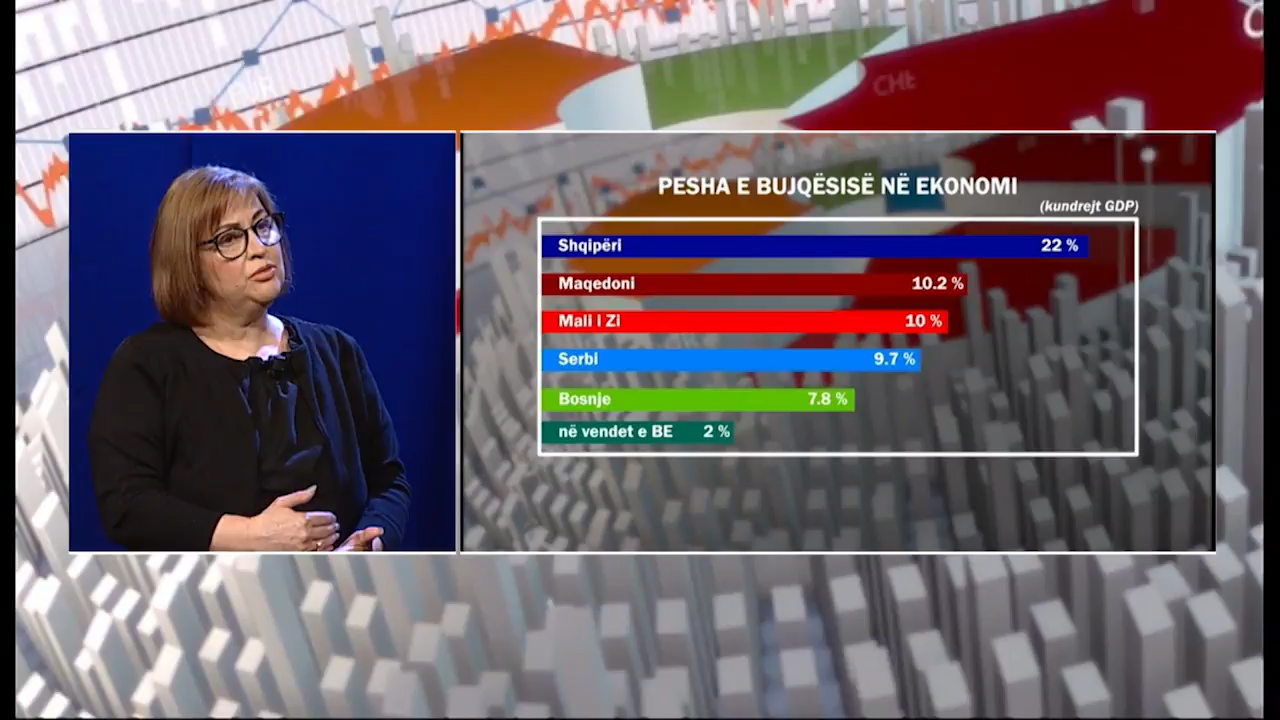 PESHA E BUJQËSISË NË EKONOMI
(kundrejt GDP)
Shqipëri 22 %
Maqedoni 10.2 %
Mali i Zi 10 %
Serbi 9.7 %
Bosnje 7.8 %
në vendet e BE 2 %